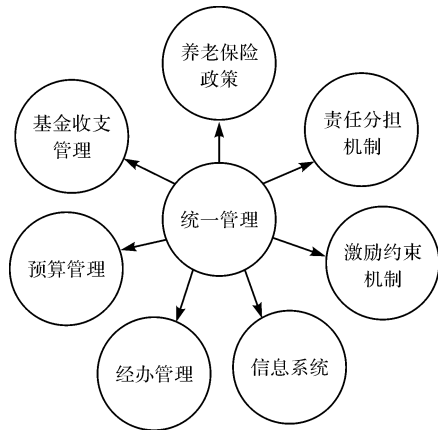 养老保险
政策
责任分担
机制
激励约束
机制
信息系统
经办管理
预算管理
基金收支
管理
统一管理